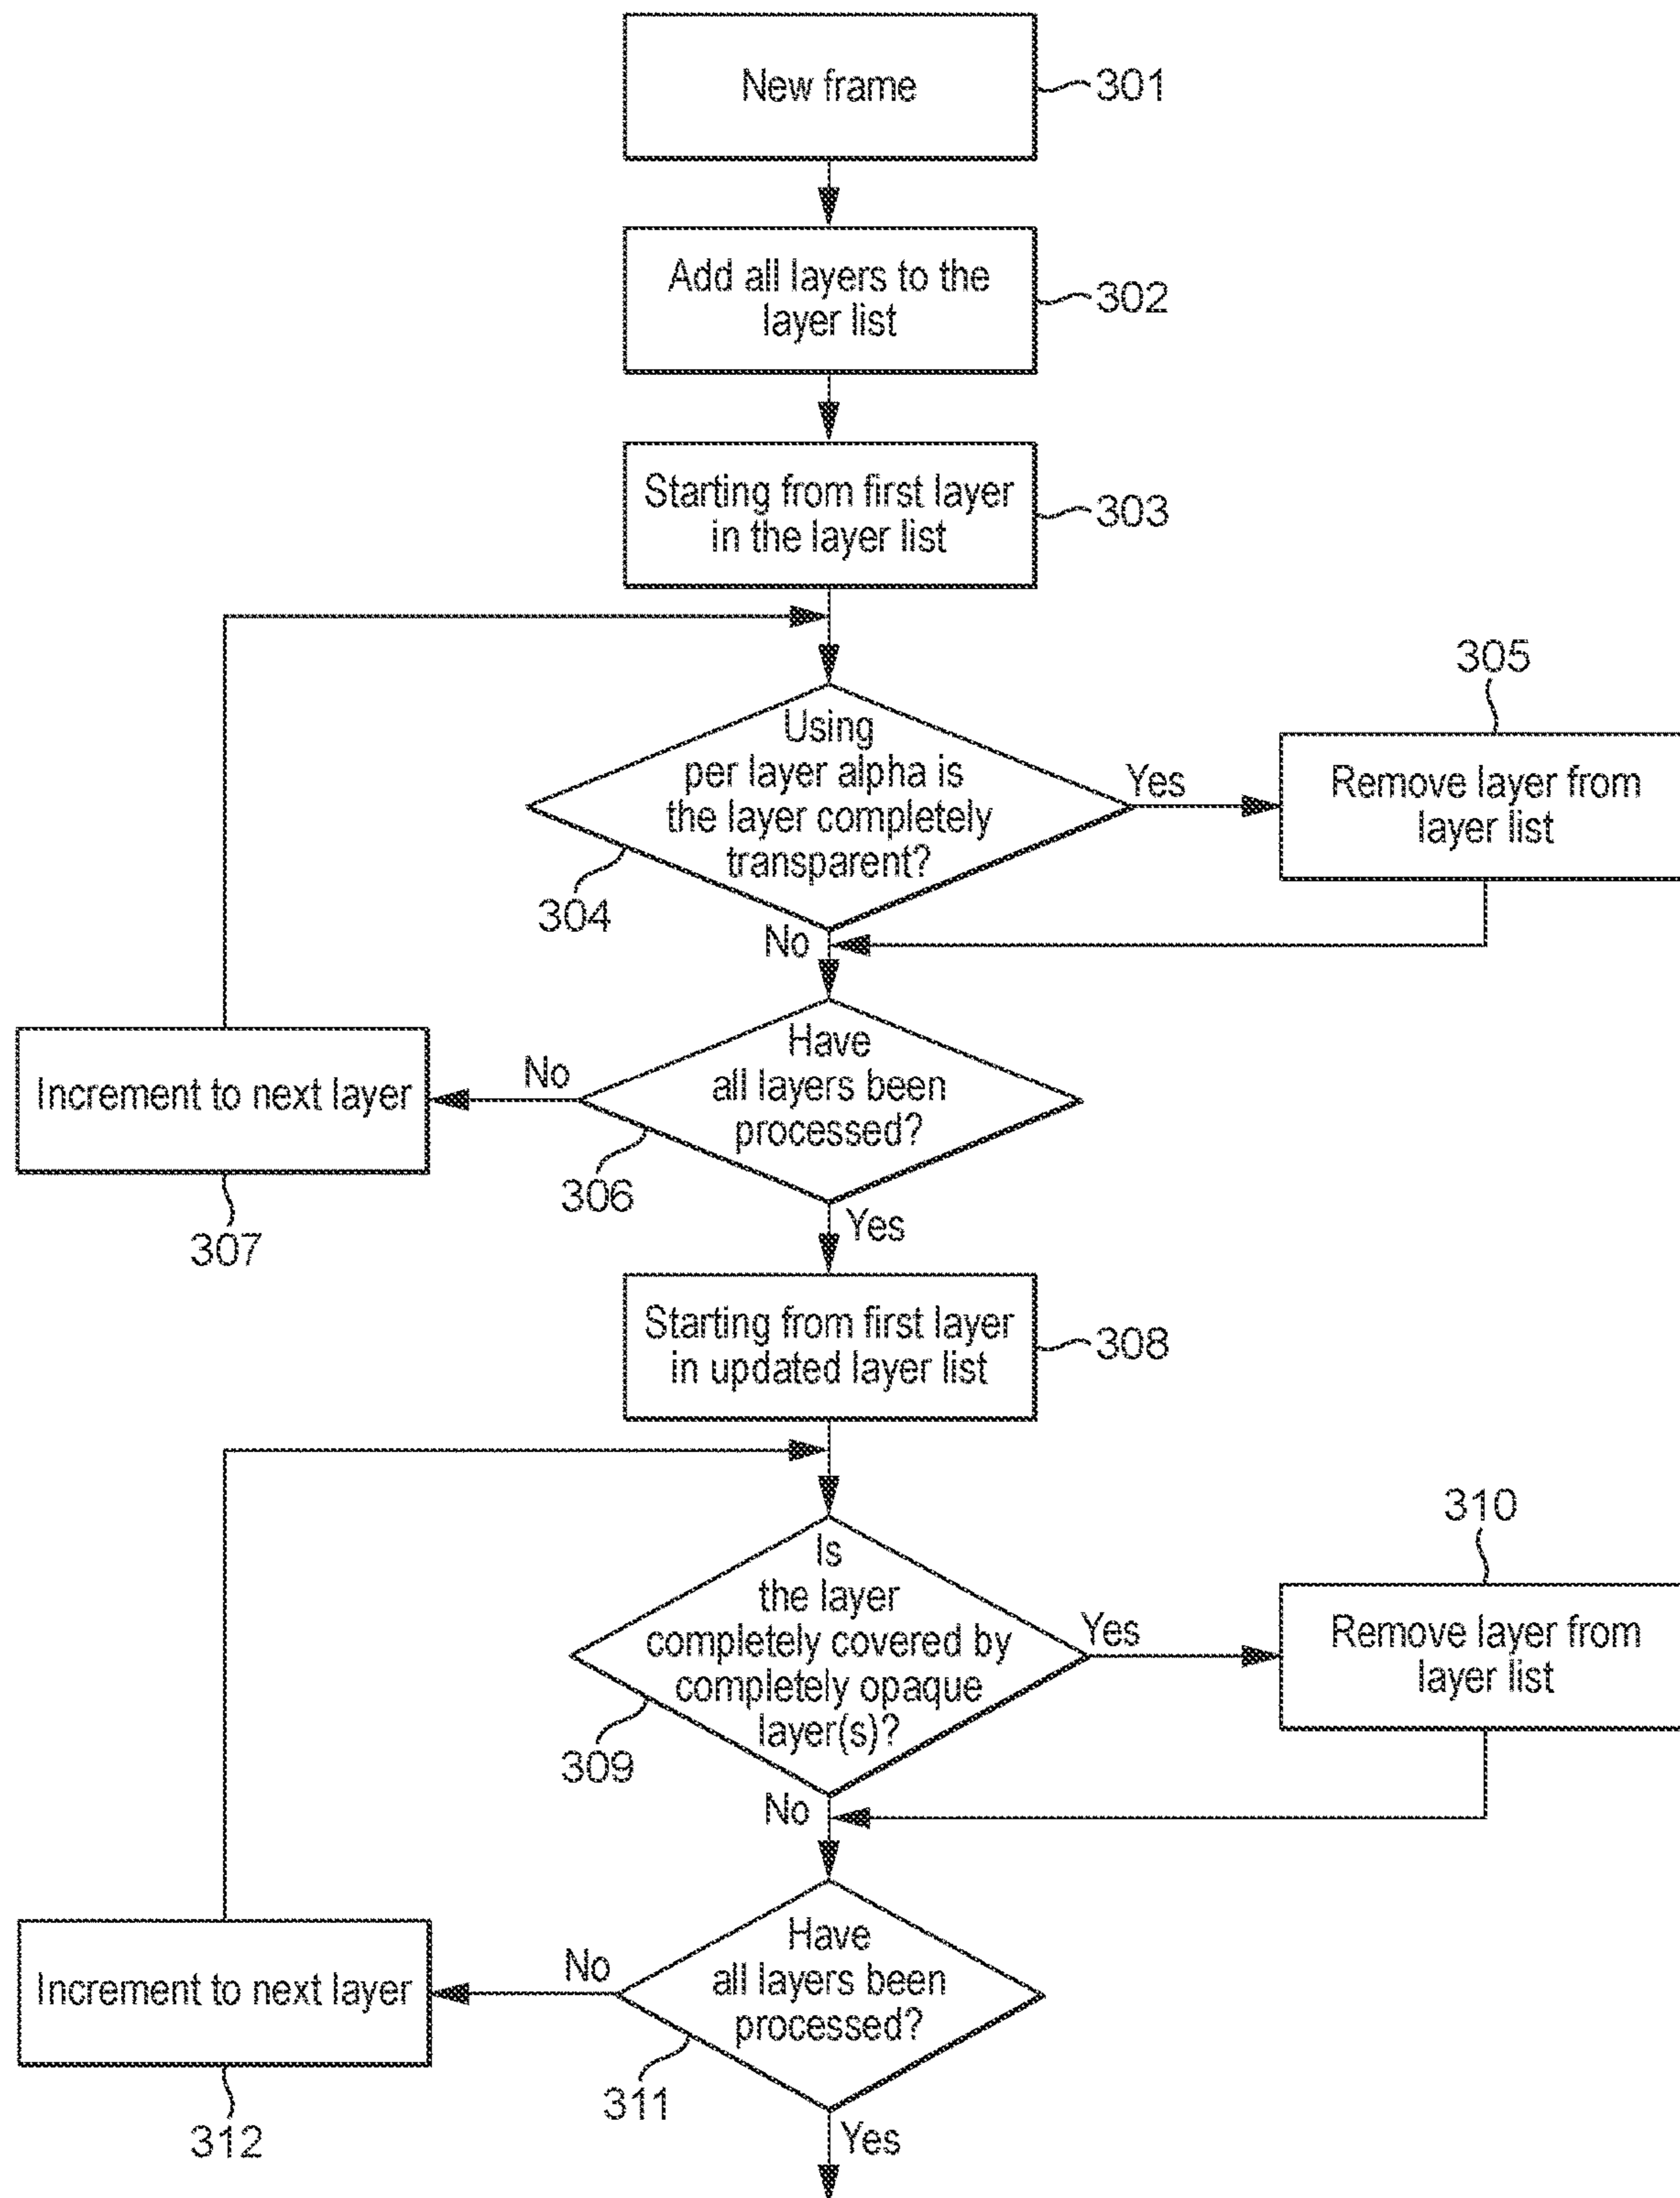 New frame
301
Add all layers to the
layer list
302
Starting from first layer
in the layer list
303
305
Using
per layer alpha is
the layer completely
transparent?
Yes
Remove layer from
layer list
304
No
Have
all layers been
processed?
No
Increment to next layer
306
307
Yes
Starting from first layer
in updated layer list
308
310
Is
the layer
completely covered by
completely opaque
layer(s)?
Yes
Remove layer from
layer list
309
No
Have
all layers been
processed?
No
Increment to next layer
311
312
Yes